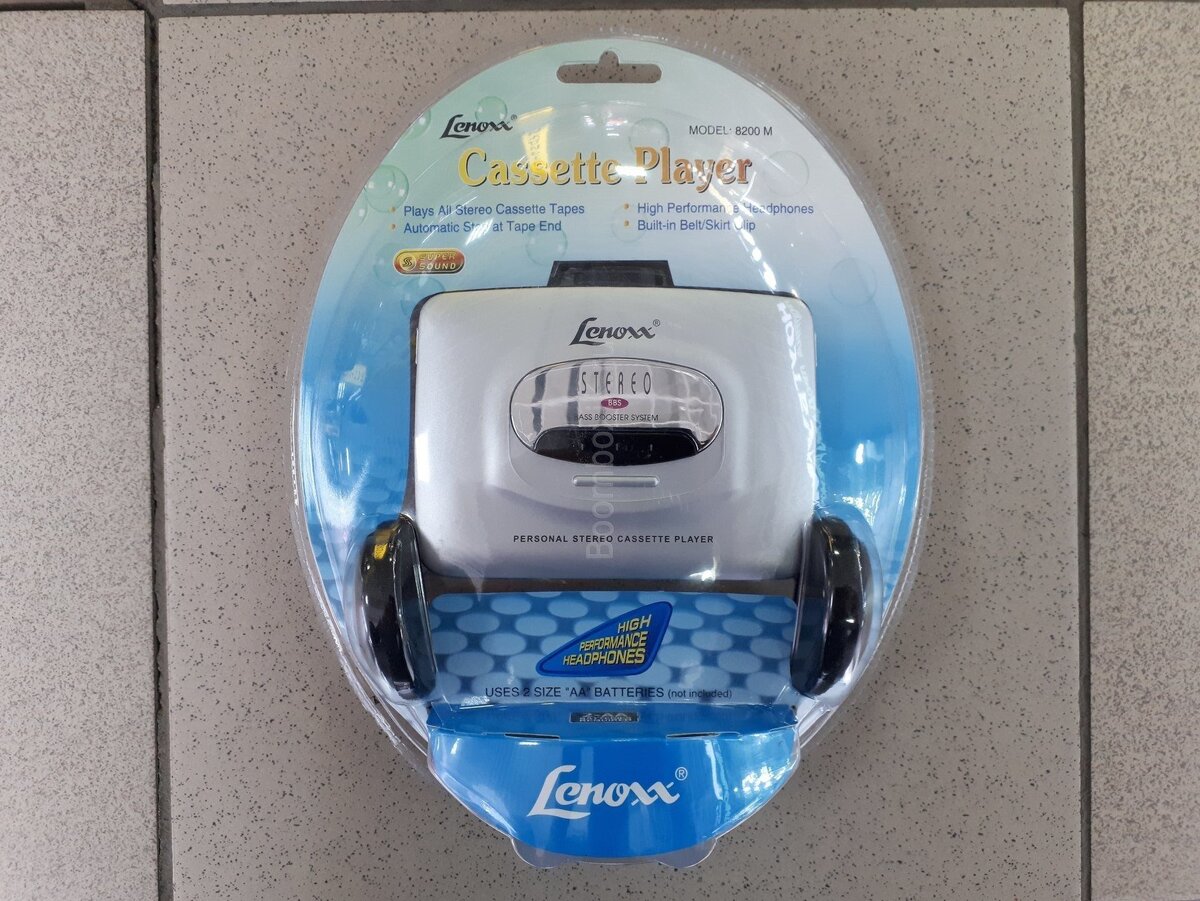 Lenoxx®
MODEL: 8200 M
Cassette Player
• Plays All Stereo Cassette Tapes
• Automatic Stop at Tape End
• High Performance Headphones
• Built-in Belt/Skirt Clip
S SUPER SOUND
Lenoxx®
STEREO
BBS
BASS BOOSTER SYSTEM
PERSONAL STEREO CASSETTE PLAYER
HIGH
PERFORMANCE
HEADPHONES
USES 2 SIZE "AA" BATTERIES (not included)
Lenoxx®